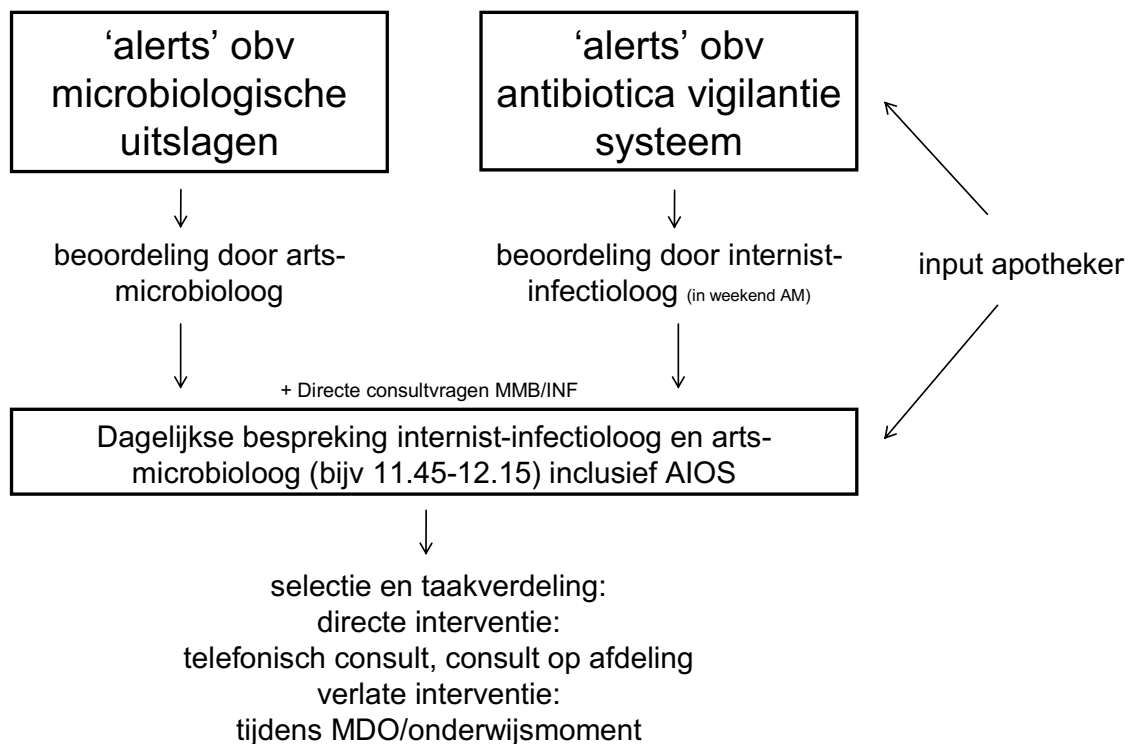 ‘alerts’ obv
microbiologische
uitslagen
‘alerts’ obv
antibiotica vigilantie
systeem
beoordeling door arts-
microbioloog
beoordeling door internist-
infectioloog (in weekend AM)
input apotheker
+ Directe consultvragen MMB/INF
Dagelijkse bespreking internist-infectioloog en arts-
microbioloog (bijv 11.45-12.15) inclusief AIOS
selectie en taakverdeling:
directe interventie:
telefonisch consult, consult op afdeling
verlate interventie:
tijdens MDO/onderwijsmoment